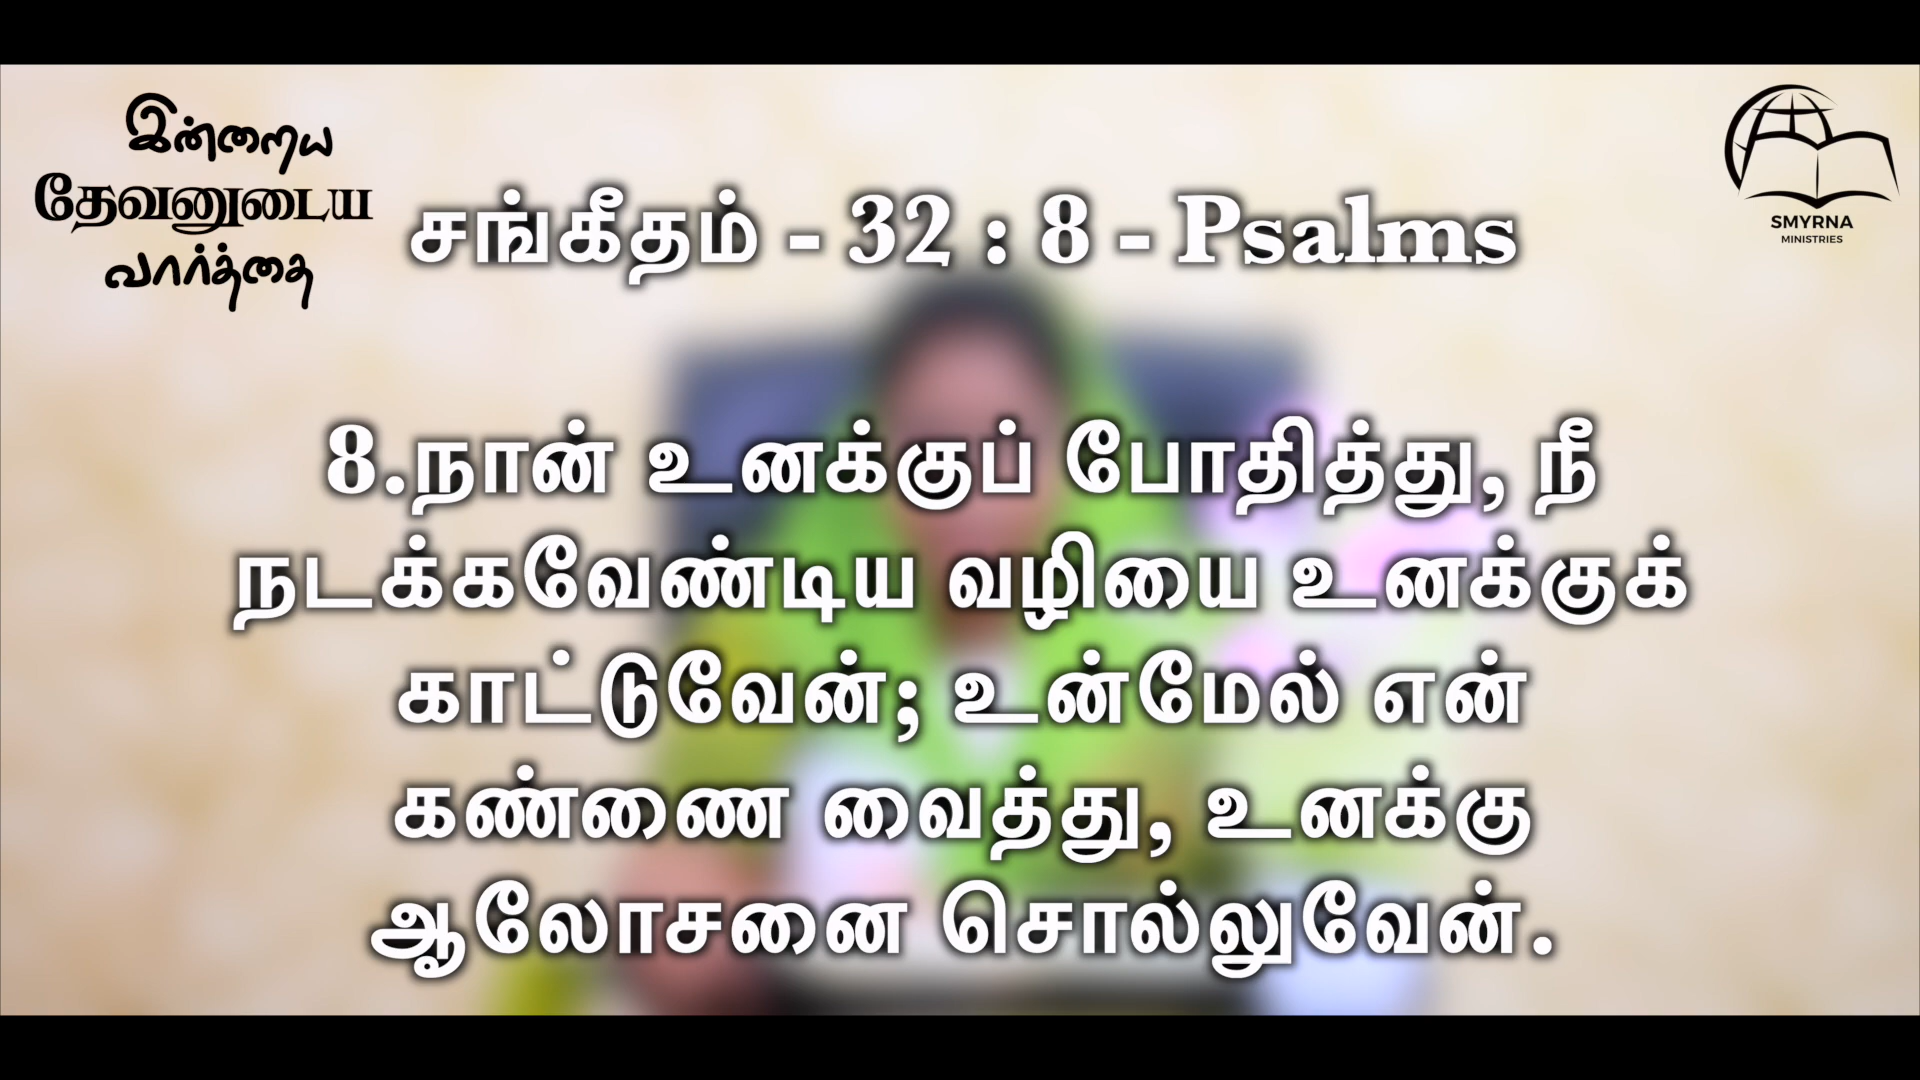 இன்றைய
தேவனுடைய
வார்த்தை
சங்கீதம் - 32 : 8 - Psalms
SMYRNA
MINISTRIES
8.நான் உனக்குப் போதித்து, நீ
நடக்கவேண்டிய வழியை உனக்குக்
காட்டுவேன்; உன்மேல் என்
கண்ணை வைத்து, உனக்கு
ஆலோசனை சொல்லுவேன்.